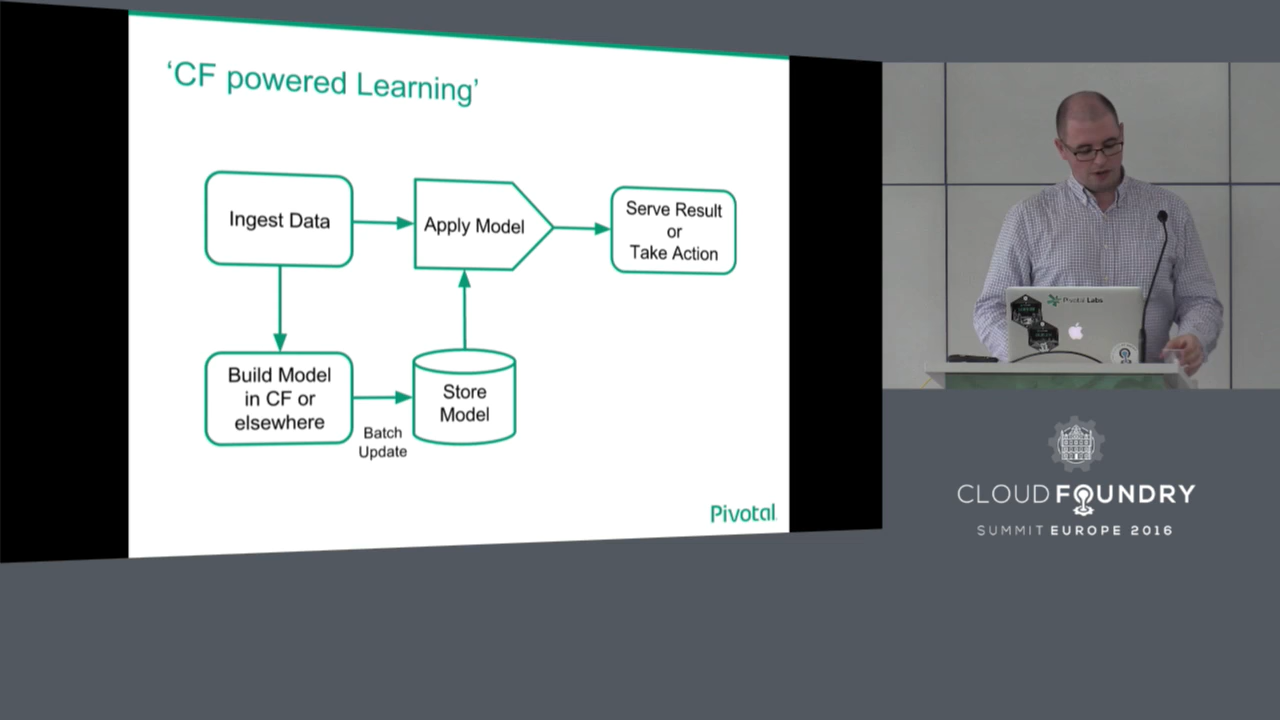 ‘CF powered Learning’
Ingest Data
Apply Model
Serve Result
or
Take Action
Build Model
in CF or
elsewhere
Batch
Update
Store
Model
Pivotal
Pivotal Labs
CLOUD FOUNDRY
SUMMIT EUROPE 2016